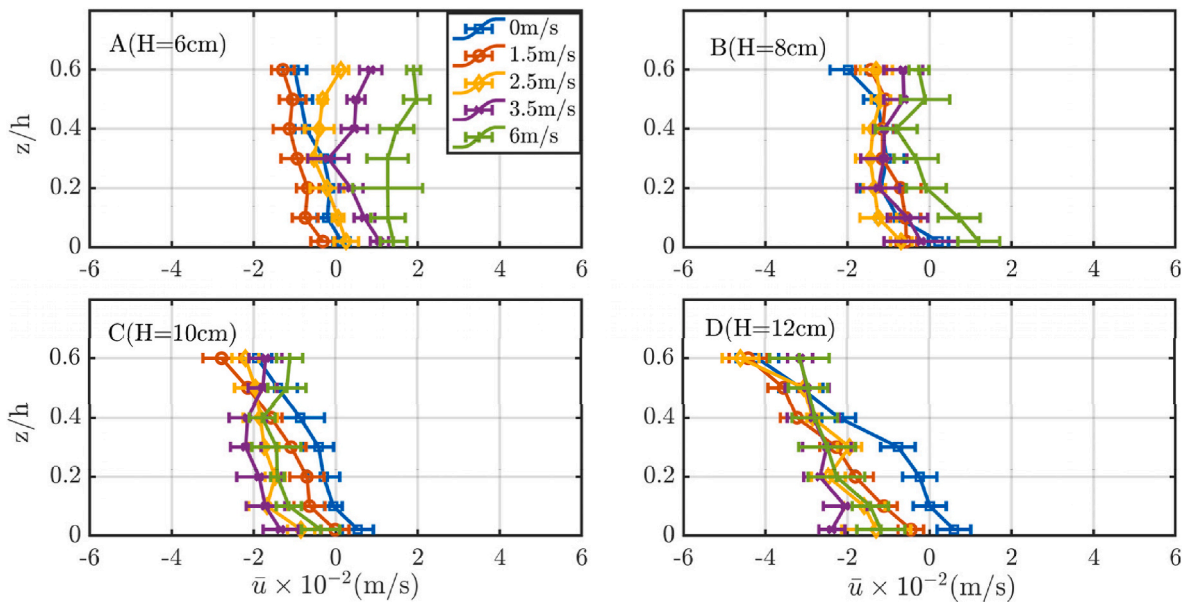 A(H=6cm)
0m/s
1.5m/s
2.5m/s
3.5m/s
6m/s
z/h
0.6
0.4
0.2
0
-6 -4 -2 0 2 4 6
B(H=8cm)
z/h
0.6
0.4
0.2
0
-6 -4 -2 0 2 4 6
C(H=10cm)
z/h
0.6
0.4
0.2
0
-6 -4 -2 0 2 4 6
ū × 10⁻²(m/s)
D(H=12cm)
z/h
0.6
0.4
0.2
0
-6 -4 -2 0 2 4 6
ū × 10⁻²(m/s)